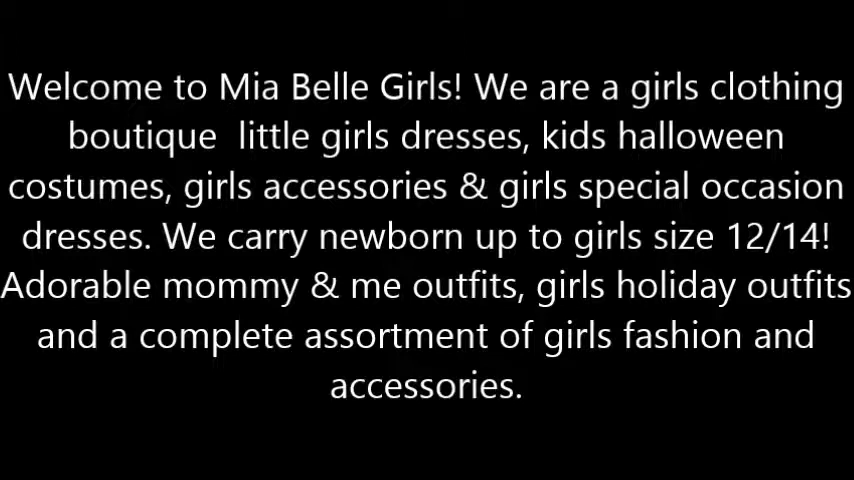 Welcome to Mia Belle Girls! We are a girls clothing
boutique  little girls dresses, kids halloween
costumes, girls accessories & girls special occasion
dresses. We carry newborn up to girls size 12/14!
Adorable mommy & me outfits, girls holiday outfits
and a complete assortment of girls fashion and
accessories.